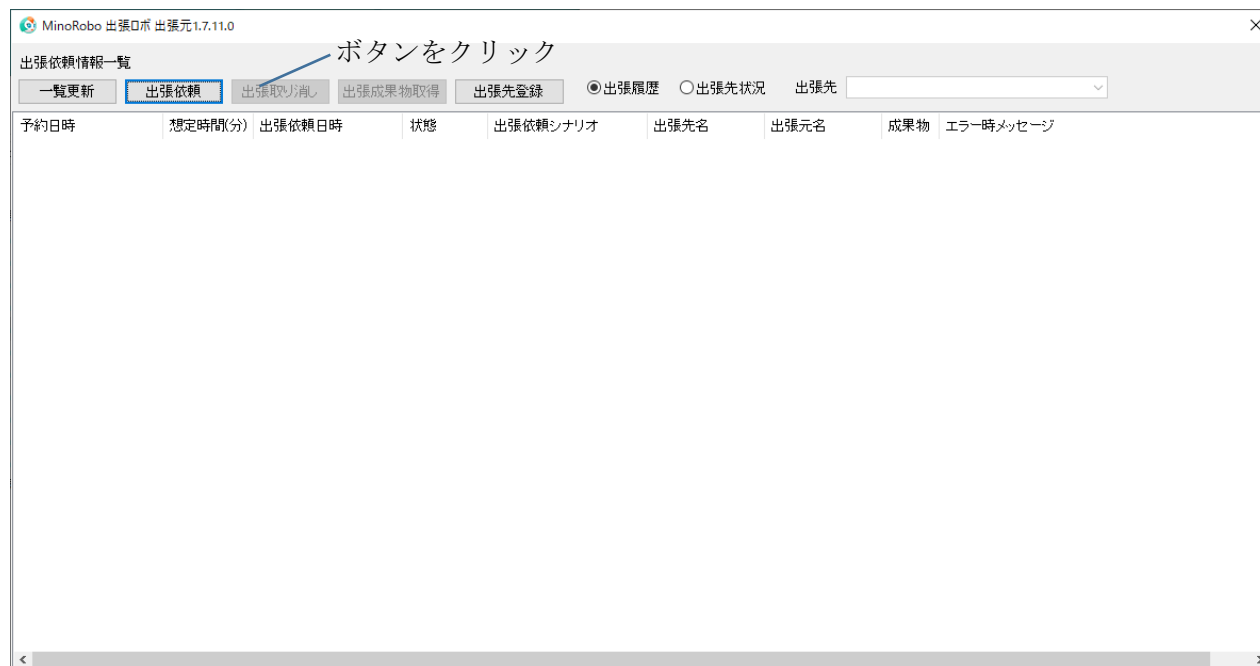 MinoRobo 出張ロボ 出張元1.7.11.0
ボタンをクリック
出張依頼情報一覧
一覧更新 出張依頼 出張取り消し 出張成果物取得 出張先登録 出張履歴 出張先状況 出張先
予約日時 想定時間(分) 出張依頼日時 状態 出張依頼シナリオ 出張先名 出張元名 成果物 エラー時メッセージ